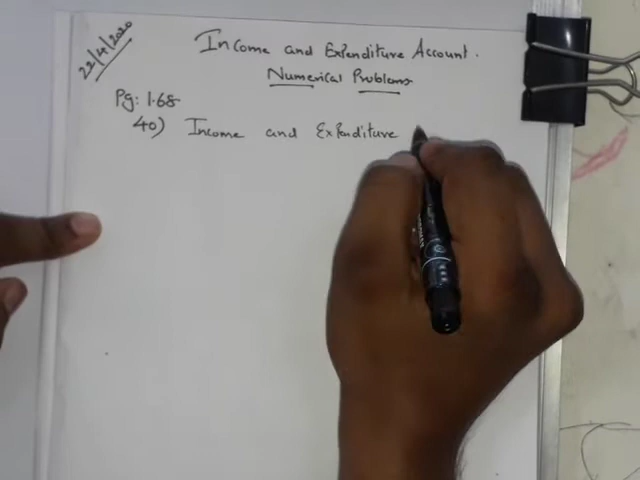 22/4/2020
Income and Expenditure Account.
Numerical Problems
Pg: 1.68
40) Income and Expenditure